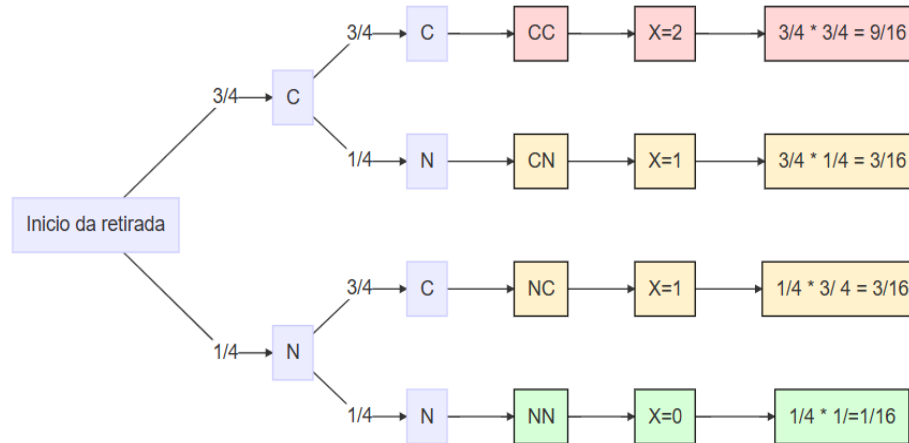 3/4
C
CC
X=2
3/4 * 3/4 = 9/16
3/4
C
1/4
N
CN
X=1
3/4 * 1/4 = 3/16
Inicio da retirada
3/4
C
NC
X=1
1/4 * 3/ 4 = 3/16
1/4
N
1/4
N
NN
X=0
1/4 * 1/=1/16